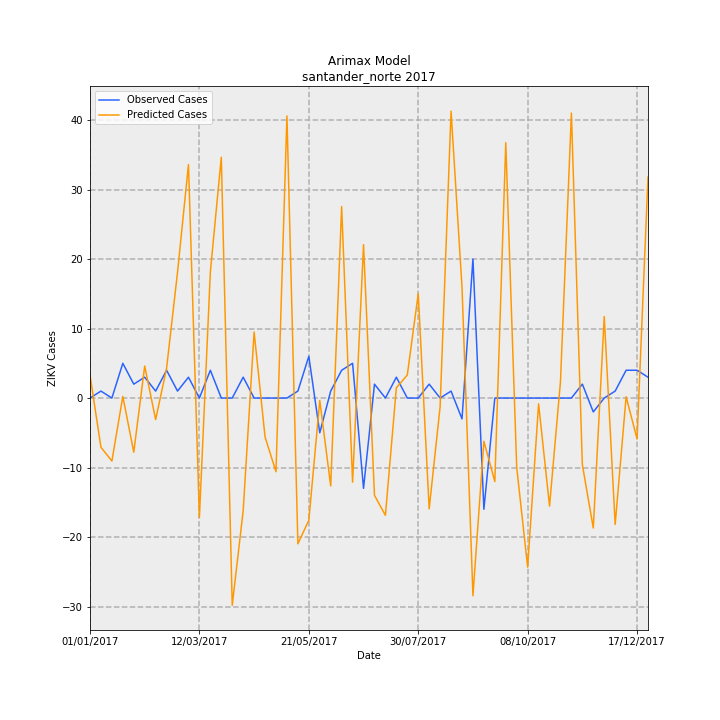 Arimax Model
santander_norte 2017
Observed Cases
Predicted Cases
ZIKV Cases
40
30
20
10
0
−10
−20
−30
01/01/2017
12/03/2017
21/05/2017
30/07/2017
08/10/2017
17/12/2017
Date